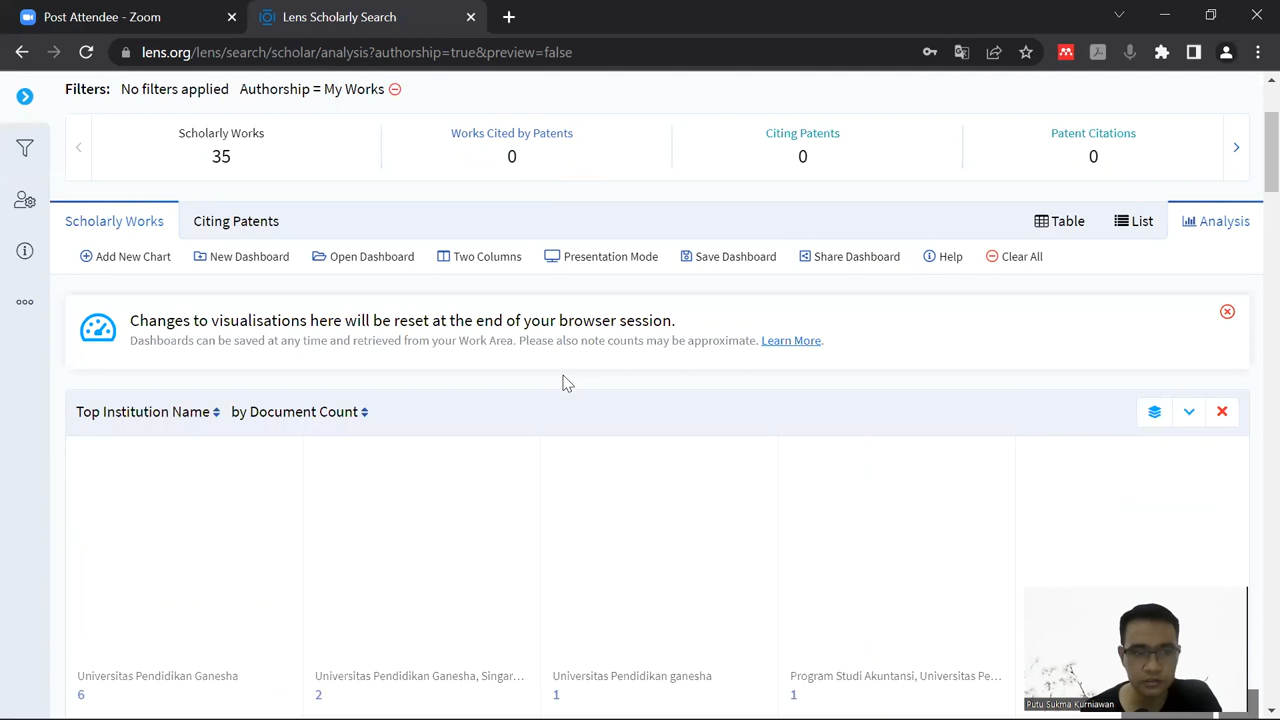 Post Attendee - Zoom
Lens Scholarly Search
lens.org/lens/search/scholar/analysis?authorship=true&preview=false
Filters: No filters applied Authorship = My Works
Scholarly Works Works Cited by Patents Citing Patents Patent Citations
35 0 0 0
Scholarly Works Citing Patents Table List Analysis
Add New Chart New Dashboard Open Dashboard Two Columns Presentation Mode Save Dashboard Share Dashboard Help Clear All
Changes to visualisations here will be reset at the end of your browser session.
Dashboards can be saved at any time and retrieved from your Work Area. Please also note counts may be approximate. Learn More.
Top Institution Name by Document Count
Universitas Pendidikan Ganesha Universitas Pendidikan Ganesha, Singar... Universitas Pendidikan ganesha Program Studi Akuntansi, Universitas Pe...
6 2 1 1
Putu Sukma Kurniawan